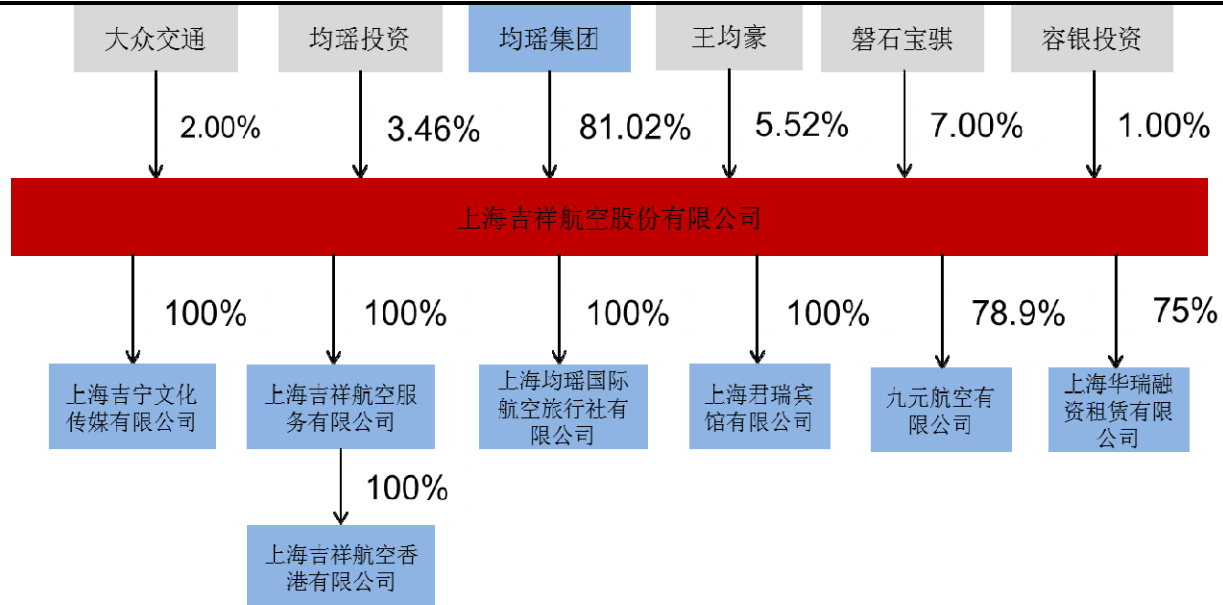 大众交通
均瑶投资
均瑶集团
王均豪
磐石宝骐
容银投资
2.00%
3.46%
81.02%
5.52%
7.00%
1.00%
上海吉祥航空股份有限公司
100%
100%
100%
100%
78.9%
75%
上海吉宁文化
传媒有限公司
上海吉祥航空服
务有限公司
上海均瑶国际
航空旅行社有
限公司
上海君瑞宾
馆有限公司
九元航空有
限公司
上海华瑞融
资租赁有限
公司
100%
上海吉祥航空香
港有限公司